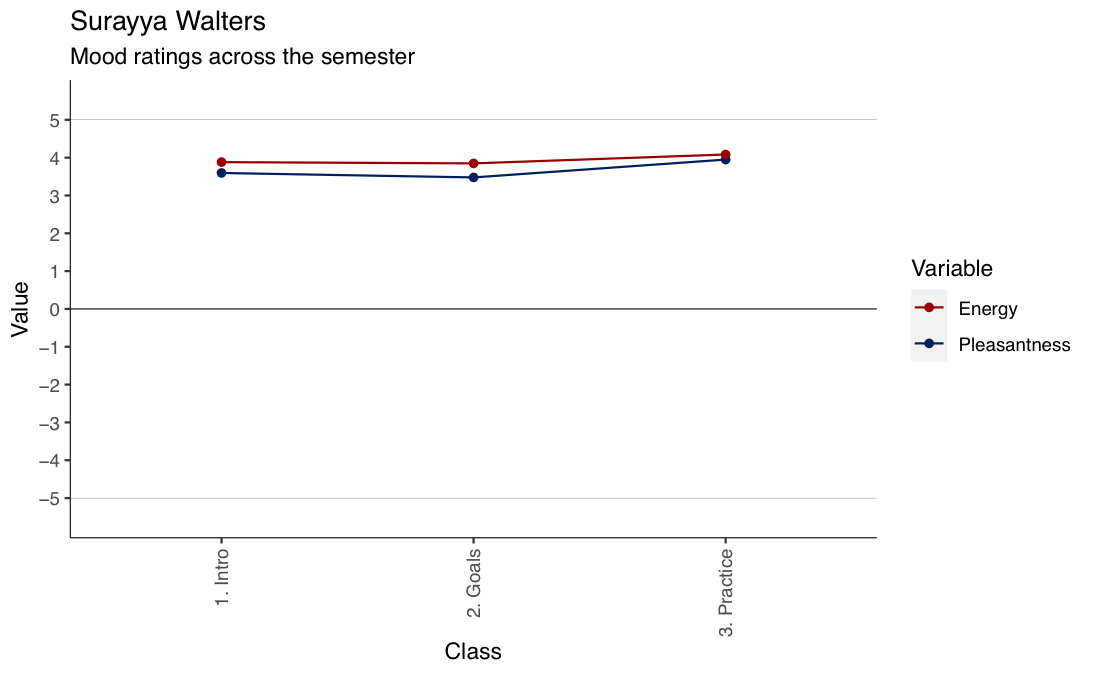 Surayya Walters
Mood ratings across the semester
5
4
3
2
1
0
−1
−2
−3
−4
−5
Value
1. Intro
2. Goals
3. Practice
Class
Variable
Energy
Pleasantness